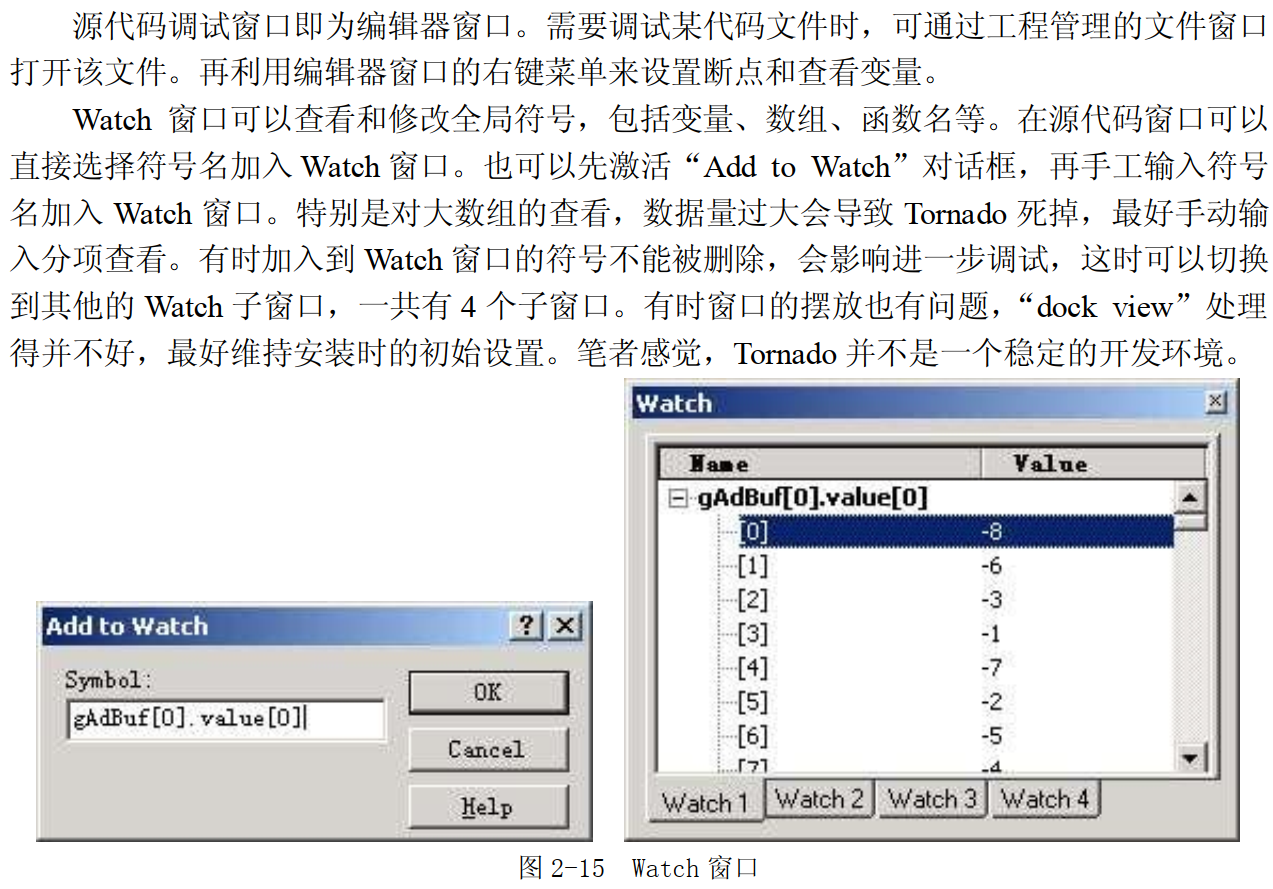 源代码调试窗口即为编辑器窗口。需要调试某代码文件时，可通过工程管理的文件窗口
打开该文件。再利用编辑器窗口的右键菜单来设置断点和查看变量。
Watch 窗口可以查看和修改全局符号，包括变量、数组、函数名等。在源代码窗口可以
直接选择符号名加入 Watch 窗口。也可以先激活“Add to Watch”对话框，再手工输入符号
名加入 Watch 窗口。特别是对大数组的查看，数据量过大会导致 Tornado 死掉，最好手动输
入分项查看。有时加入到 Watch 窗口的符号不能被删除，会影响进一步调试，这时可以切换
到其他的 Watch 子窗口，一共有 4 个子窗口。有时窗口的摆放也有问题，“dock view”处理
得并不好，最好维持安装时的初始设置。笔者感觉，Tornado 并不是一个稳定的开发环境。
Add to Watch
Symbol:
gAdBuf[0].value[0]
OK
Cancel
Help
Watch
Name Value
gAdBuf[0].value[0]
[0] -8
[1] -6
[2] -3
[3] -1
[4] -7
[5] -2
[6] -5
[7] -4
Watch 1 Watch 2 Watch 3 Watch 4
图 2-15 Watch 窗口